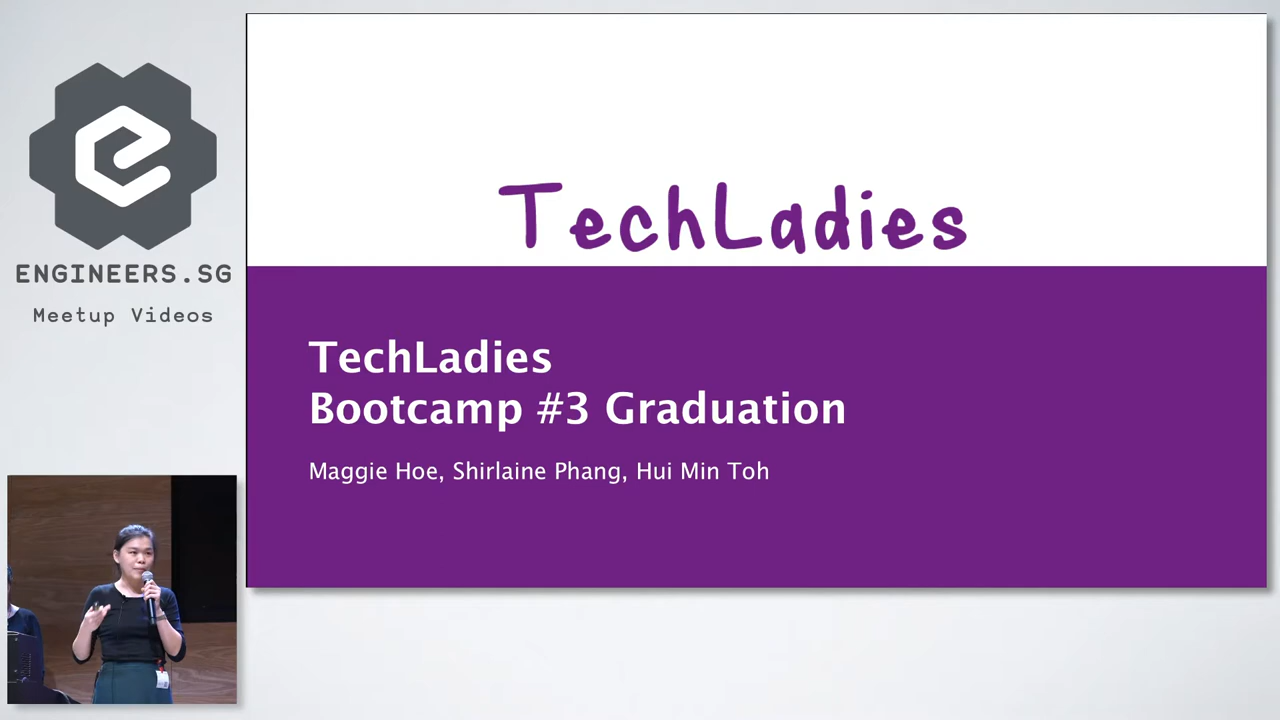 ENGINEERS.SG
Meetup Videos
TechLadies
TechLadies
Bootcamp #3 Graduation
Maggie Hoe, Shirlaine Phang, Hui Min Toh